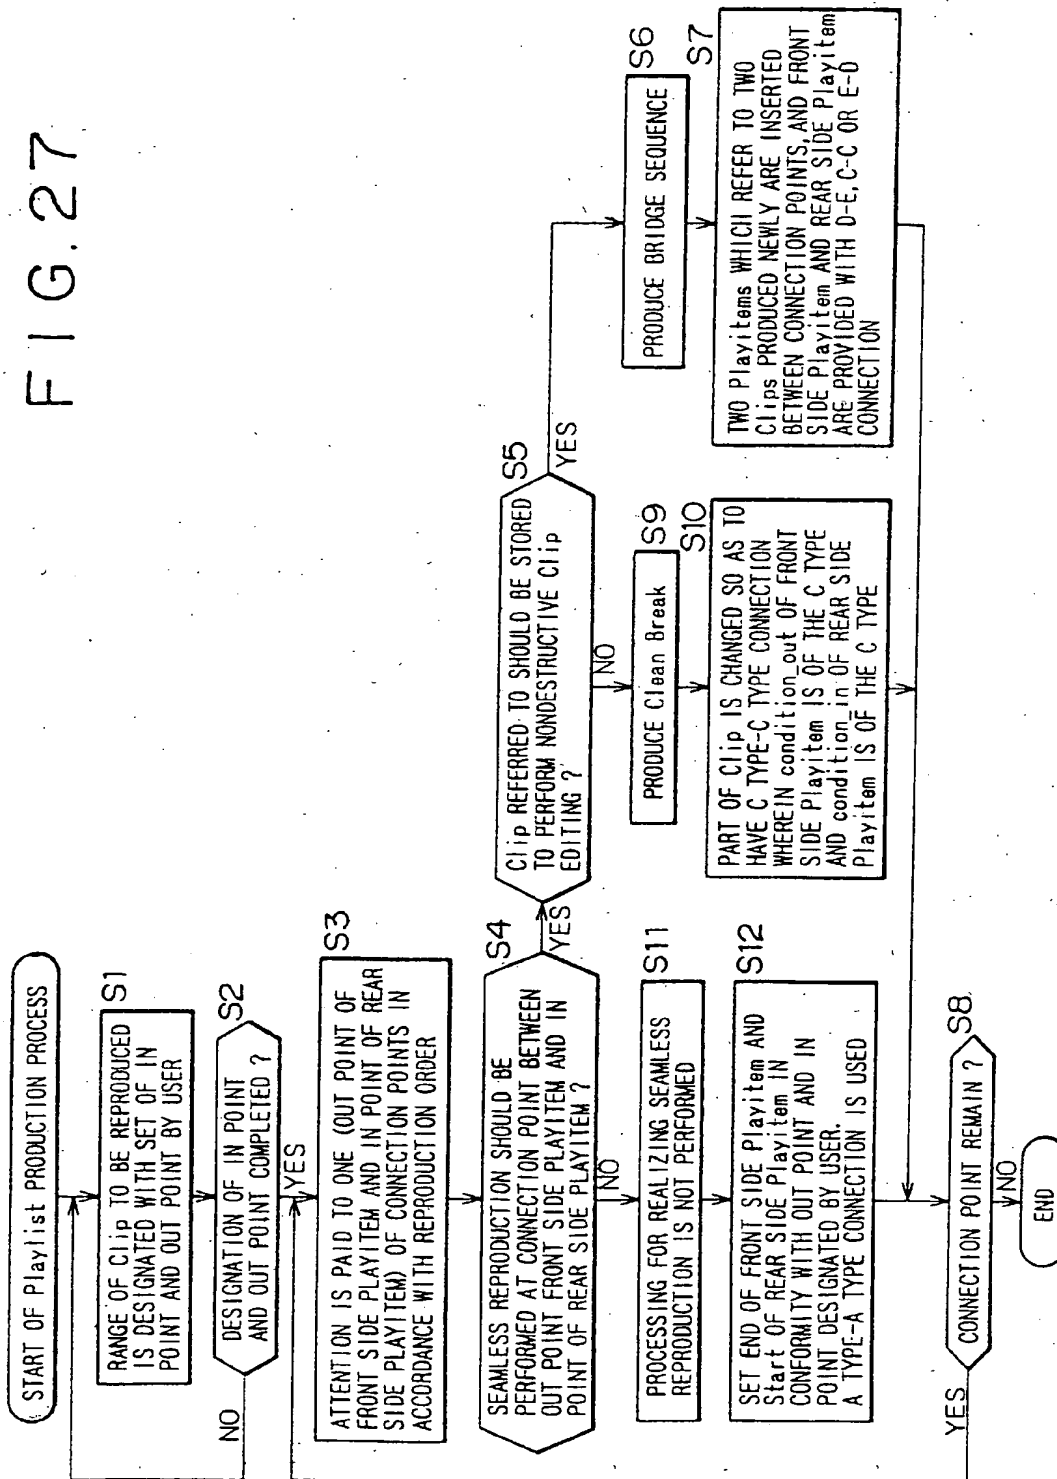 FIG.27
START OF Playlist PRODUCTION PROCESS
S1
RANGE OF Clip TO BE REPRODUCED
IS DESIGNATED WITH SET OF IN
POINT AND OUT POINT BY USER
S2
DESIGNATION OF IN POINT
AND OUT POINT COMPLETED ?
NO
YES
S3
ATTENTION IS PAID TO ONE (OUT POINT OF
FRONT SIDE PLAYITEM AND IN POINT OF REAR
SIDE PLAYITEM) OF CONNECTION POINTS IN
ACCORDANCE WITH REPRODUCTION ORDER
S4
SEAMLESS REPRODUCTION SHOULD BE
PERFORMED AT CONNECTION POINT BETWEEN
OUT POINT FRONT SIDE PLAYITEM AND IN
POINT OF REAR SIDE PLAYITEM ?
YES
NO
S5
Clip REFERRED TO SHOULD BE STORED
TO PERFORM NONDESTRUCTIVE Clip
EDITING ?
YES
NO
S6
PRODUCE BRIDGE SEQUENCE
S7
TWO Playitems WHICH REFER TO TWO
Clips PRODUCED NEWLY ARE INSERTED
BETWEEN CONNECTION POINTS, AND FRONT
SIDE Playitem AND REAR SIDE Playitem
ARE PROVIDED WITH D-E, C-C OR E-D
CONNECTION
S9
PRODUCE Clean Break
S10
PART OF Clip IS CHANGED SO AS TO
HAVE C TYPE-C TYPE CONNECTION
WHEREIN condition_out OF FRONT
SIDE Playitem IS OF THE C TYPE
AND condition_in OF REAR SIDE
Playitem IS OF THE C TYPE
S11
PROCESSING FOR REALIZING SEAMLESS
REPRODUCTION IS NOT PERFORMED
S12
SET END OF FRONT SIDE Playitem AND
Start OF REAR SIDE Playitem IN
CONFORMITY WITH OUT POINT AND IN
POINT DESIGNATED BY USER.
A TYPE-A TYPE CONNECTION IS USED
S8
CONNECTION POINT REMAIN ?
YES
NO
END